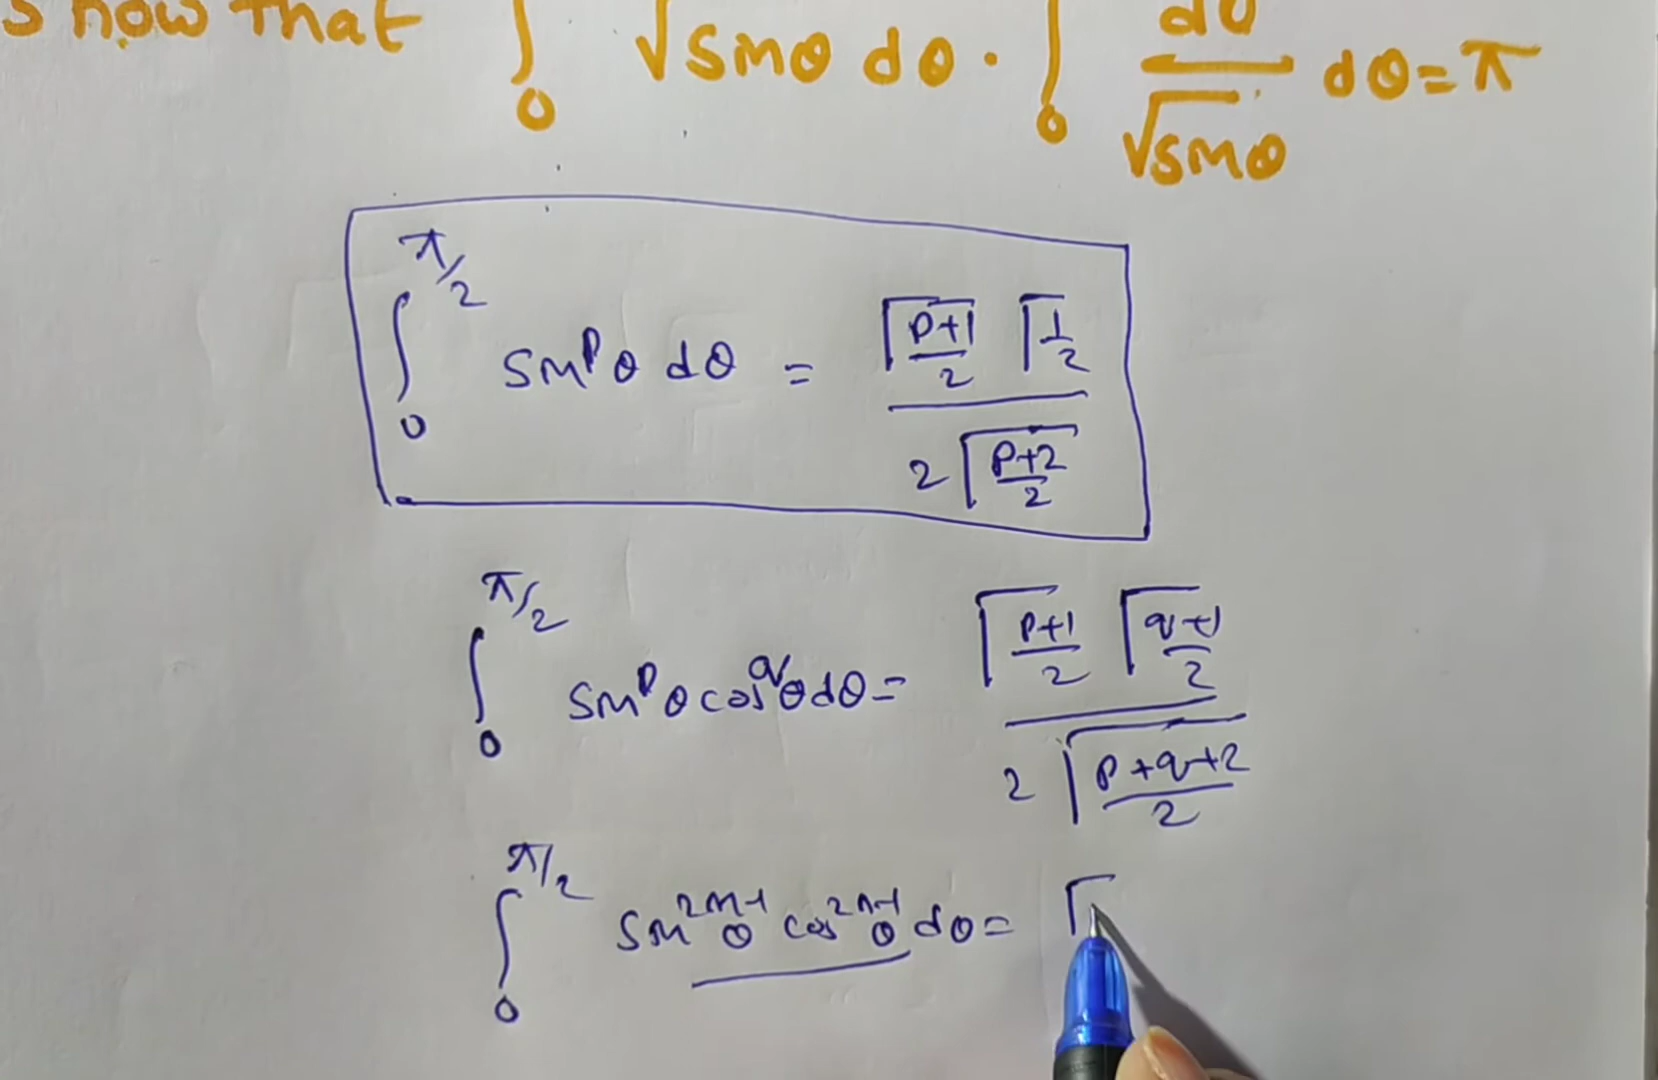 Show that ∫₀ √sinθ dθ · ∫₀ dθ/√sinθ dθ = π
∫₀^(π/2) sin^p θ dθ = Γ((p+1)/2) Γ(1/2) / 2Γ((p+2)/2)
∫₀^(π/2) sin^p θ cos^q θ dθ = Γ((p+1)/2) Γ((q+1)/2) / 2Γ((p+q+2)/2)
∫₀^(π/2) sin^(2m-1) θ cos^(2n-1) θ dθ = Γ